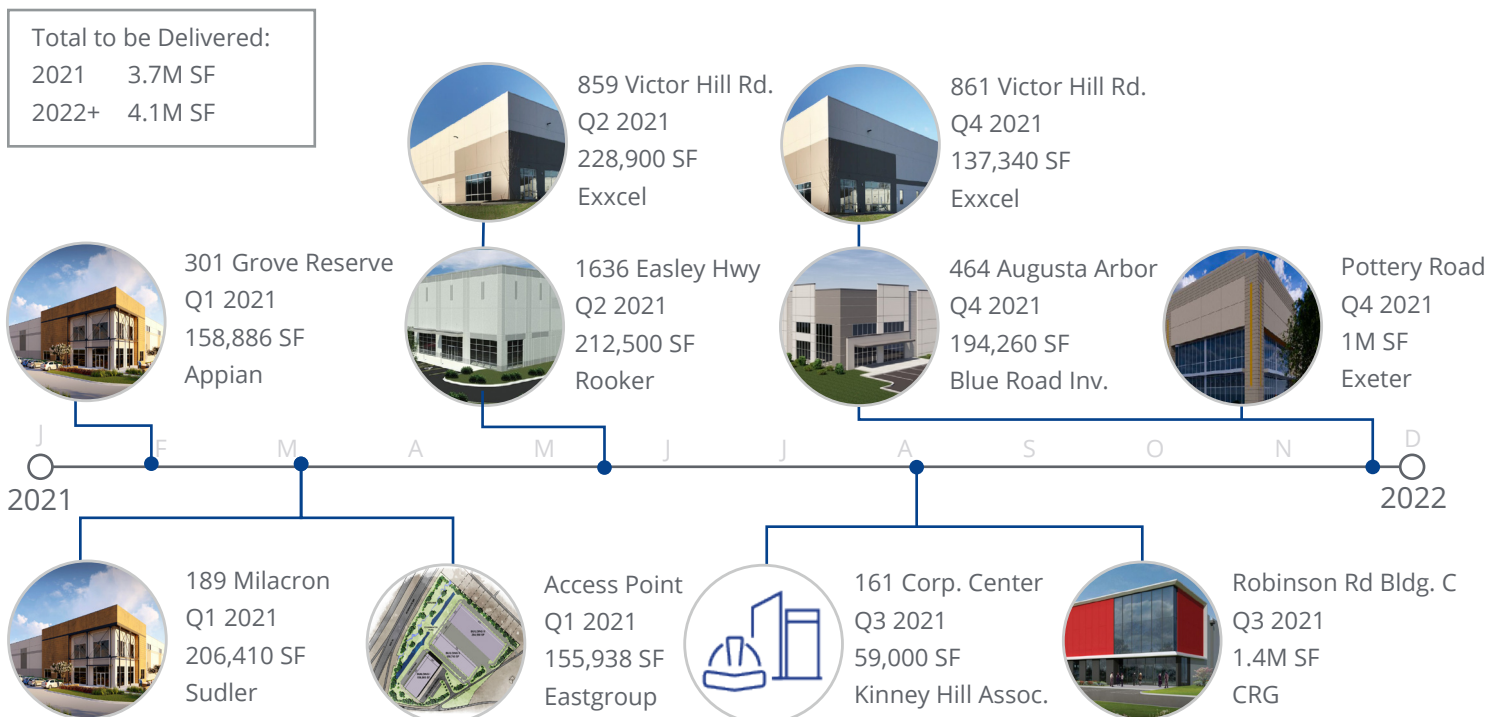 Total to be Delivered:
2021 3.7M SF
2022+ 4.1M SF
859 Victor Hill Rd.
Q2 2021
228,900 SF
Exxcel
861 Victor Hill Rd.
Q4 2021
137,340 SF
Exxcel
301 Grove Reserve
Q1 2021
158,886 SF
Appian
1636 Easley Hwy
Q2 2021
212,500 SF
Rooker
464 Augusta Arbor
Q4 2021
194,260 SF
Blue Road Inv.
Pottery Road
Q4 2021
1M SF
Exeter
J F M A M J J A S O N D
2021 2022
189 Milacron
Q1 2021
206,410 SF
Sudler
Access Point
Q1 2021
155,938 SF
Eastgroup
161 Corp. Center
Q3 2021
59,000 SF
Kinney Hill Assoc.
Robinson Rd Bldg. C
Q3 2021
1.4M SF
CRG